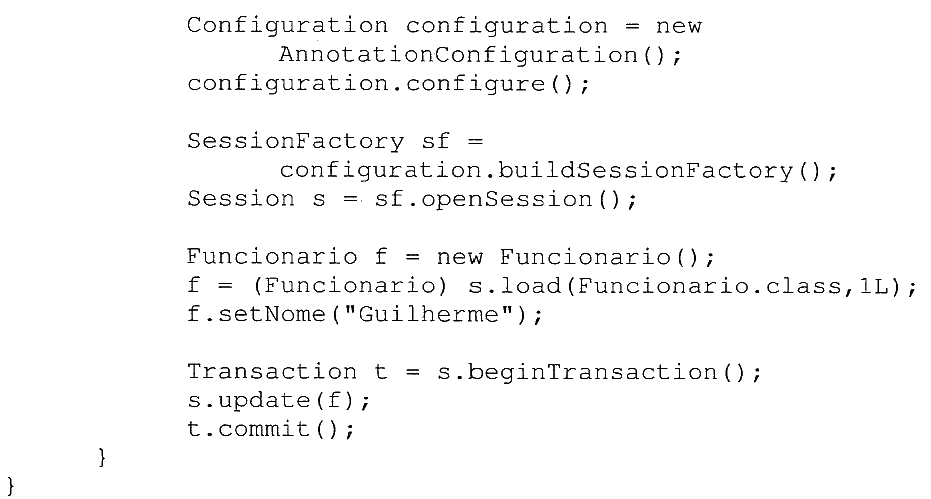 Configuration configuration = new
AnnotationConfiguration();
configuration.configure();
SessionFactory sf =
configuration.buildSessionFactory();
Session s = sf.openSession();
Funcionario f = new Funcionario();
f = (Funcionario) s.load(Funcionario.class,1L);
f.setNome("Guilherme");
Transaction t = s.beginTransaction();
s.update(f);
t.commit();
}
}